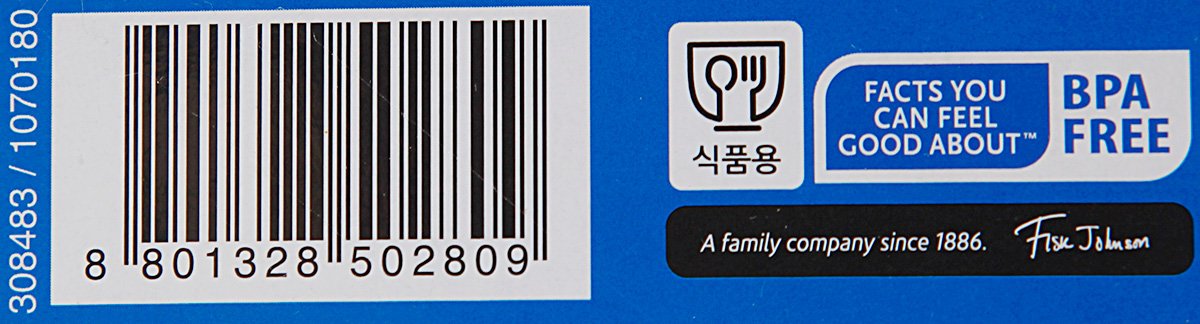 308483 / 1070180
8 801328 502809
식품용
FACTS YOU
CAN FEEL
GOOD ABOUT™
BPA
FREE
A family company since 1886. Fisk Johnson